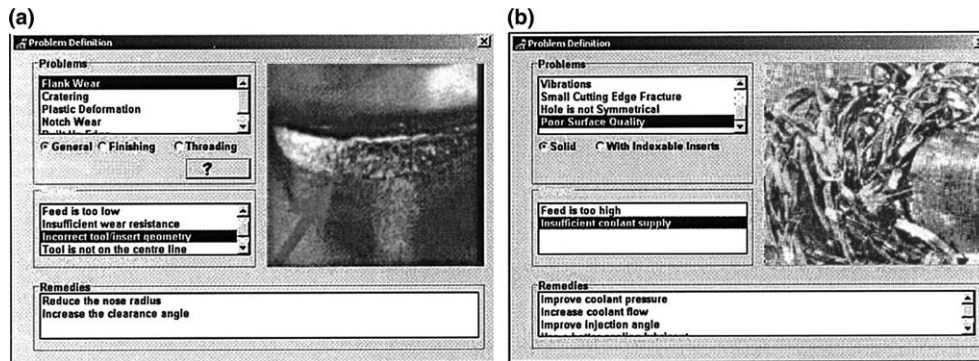 (a)
Problem Definition
Problems
Flank Wear
Cratering
Plastic Deformation
Notch Wear
General Finishing Threading
?
Feed is too low
Insufficient wear resistance
Incorrect tool/insert geometry
Tool is not on the centre line
Remedies
Reduce the nose radius
Increase the clearance angle
(b)
Problem Definition
Problems
Vibrations
Small Cutting Edge Fracture
Hole is not Symmetrical
Poor Surface Quality
Solid With Indexable Inserts
Feed is too high
Insufficient coolant supply
Remedies
Improve coolant pressure
Increase coolant flow
Improve injection angle